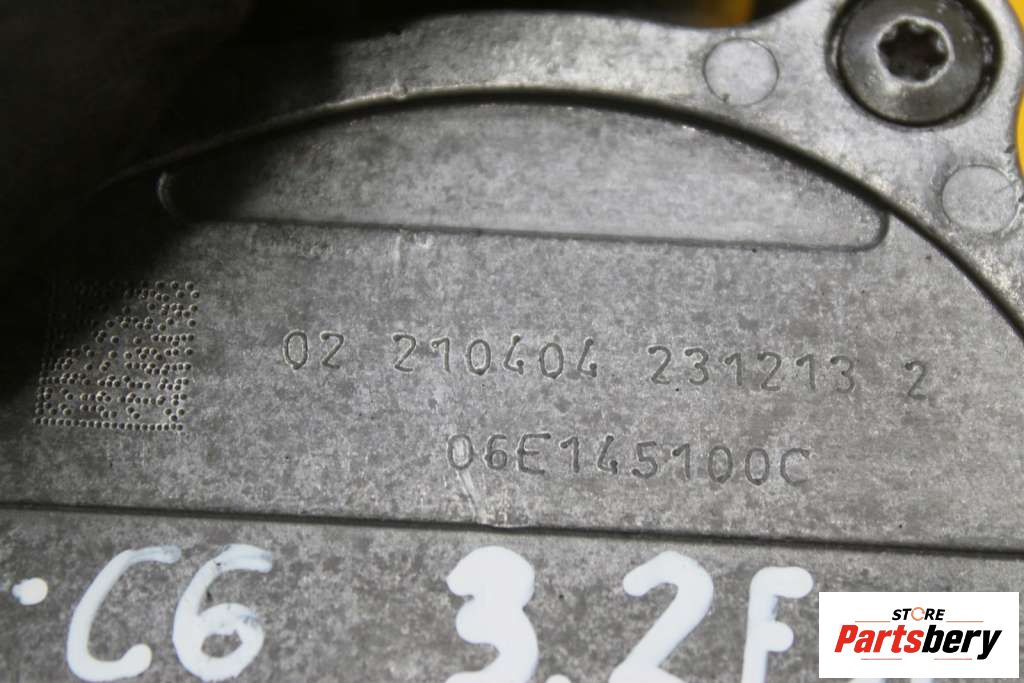 02 210404 231213 2
06E145100C
C6 3.2F
STORE
Partsbery